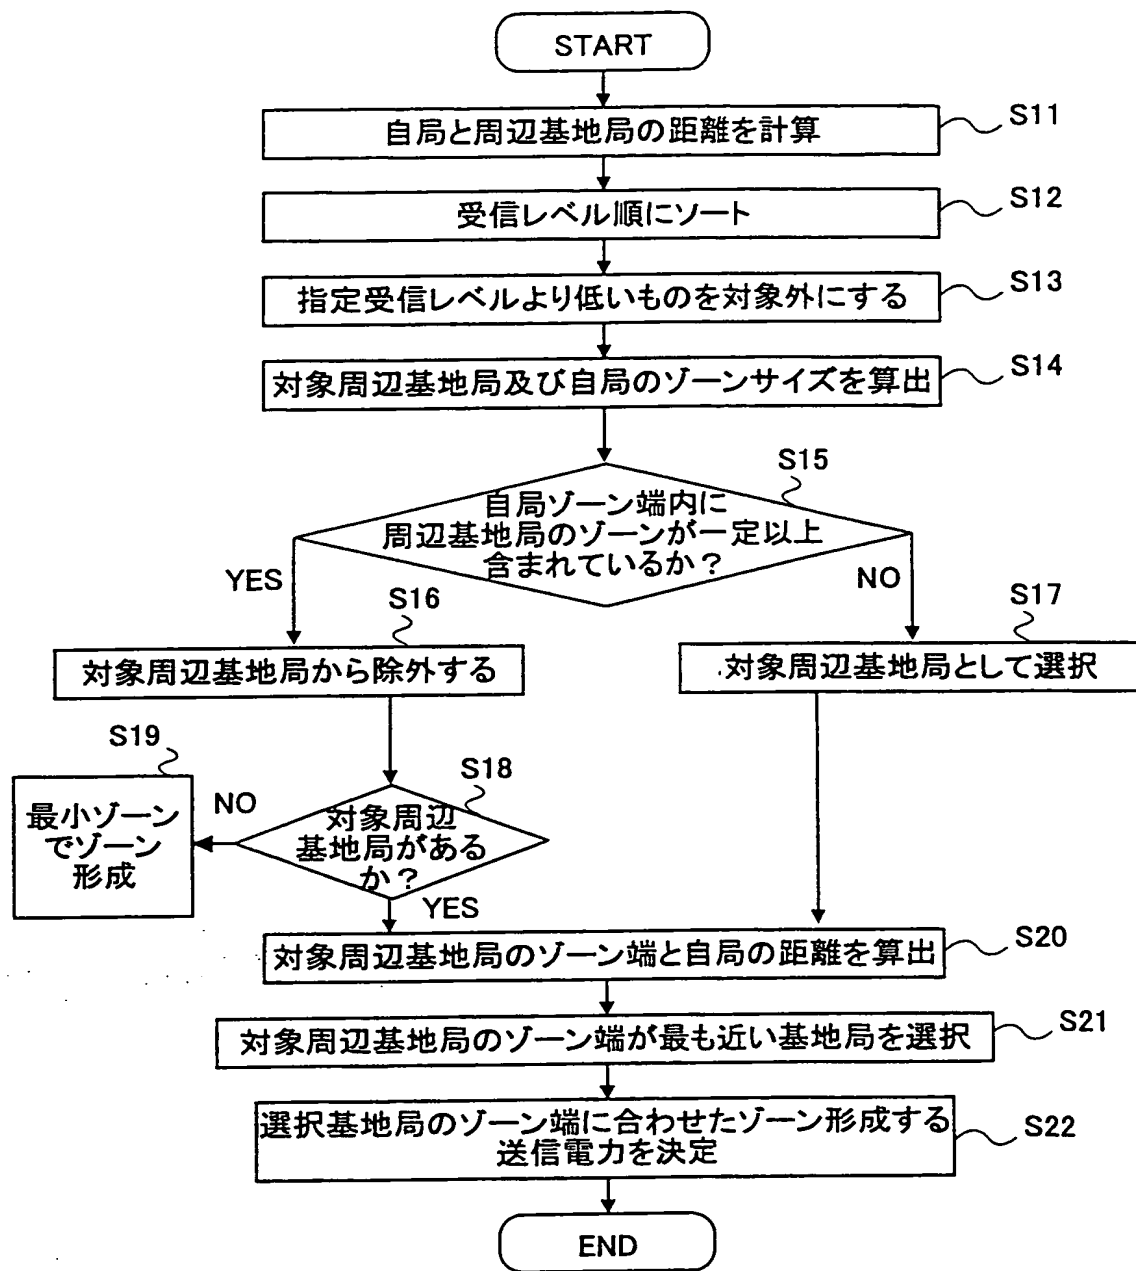 START
自局と周辺基地局の距離を計算
S11
受信レベル順にソート
S12
指定受信レベルより低いものを対象外にする
S13
対象周辺基地局及び自局のゾーンサイズを算出
S14
S15
自局ゾーン端内に
周辺基地局のゾーンが一定以上
含まれているか？
YES
NO
S16
対象周辺基地局から除外する
S17
対象周辺基地局として選択
S19
最小ゾーン
でゾーン
形成
NO
S18
対象周辺
基地局がある
か？
YES
対象周辺基地局のゾーン端と自局の距離を算出
S20
対象周辺基地局のゾーン端が最も近い基地局を選択
S21
選択基地局のゾーン端に合わせたゾーン形成する
送信電力を決定
S22
END